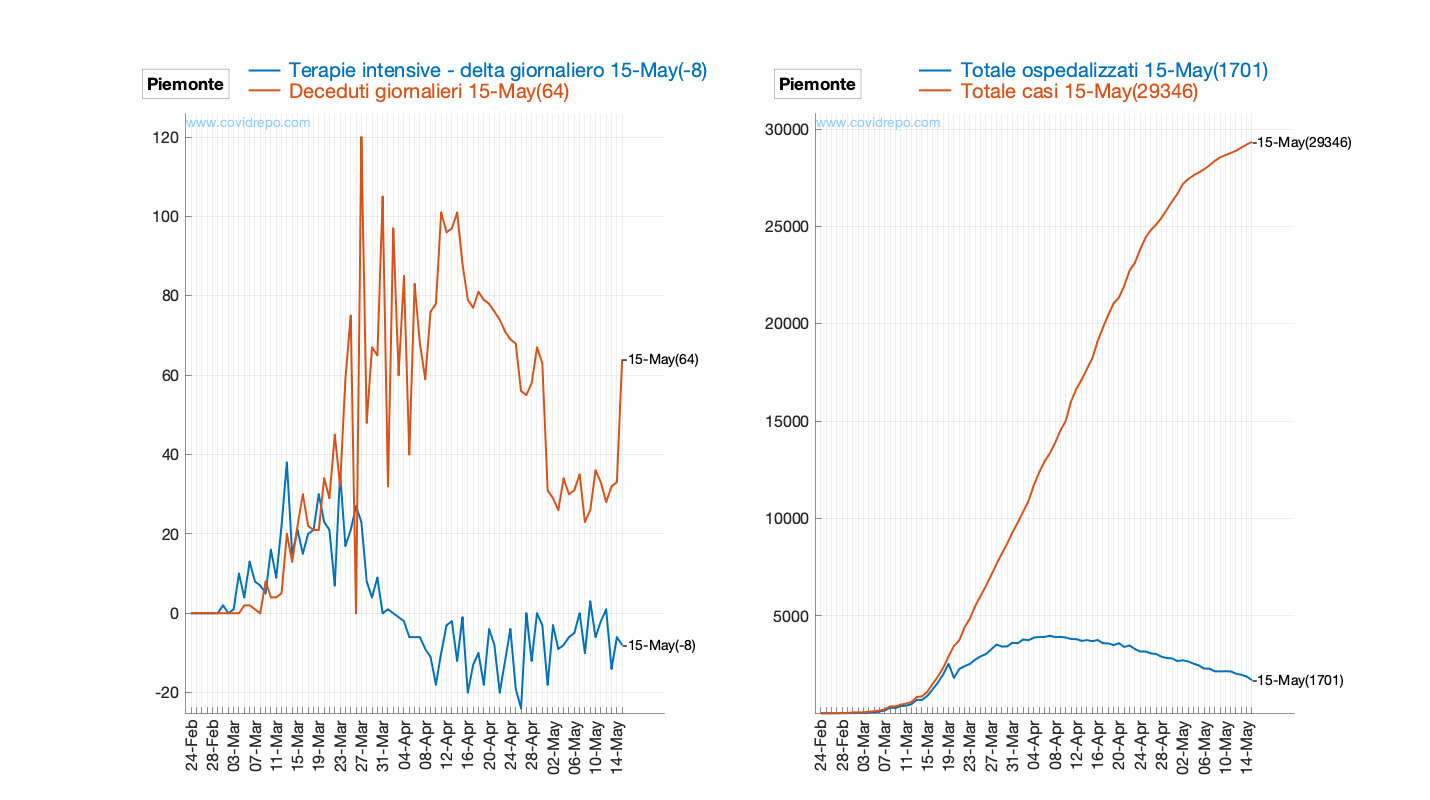 Piemonte
Terapie intensive - delta giornaliero 15-May(-8)
Deceduti giornalieri 15-May(64)
www.covidrepo.com
120
100
80
60
40
20
0
-20
15-May(64)
15-May(-8)
24-Feb
28-Feb
03-Mar
07-Mar
11-Mar
15-Mar
19-Mar
23-Mar
27-Mar
31-Mar
04-Apr
08-Apr
12-Apr
16-Apr
20-Apr
24-Apr
28-Apr
02-May
06-May
10-May
14-May
Piemonte
Totale ospedalizzati 15-May(1701)
Totale casi 15-May(29346)
www.covidrepo.com
30000
25000
20000
15000
10000
5000
15-May(29346)
15-May(1701)
24-Feb
28-Feb
03-Mar
07-Mar
11-Mar
15-Mar
19-Mar
23-Mar
27-Mar
31-Mar
04-Apr
08-Apr
12-Apr
16-Apr
20-Apr
24-Apr
28-Apr
02-May
06-May
10-May
14-May